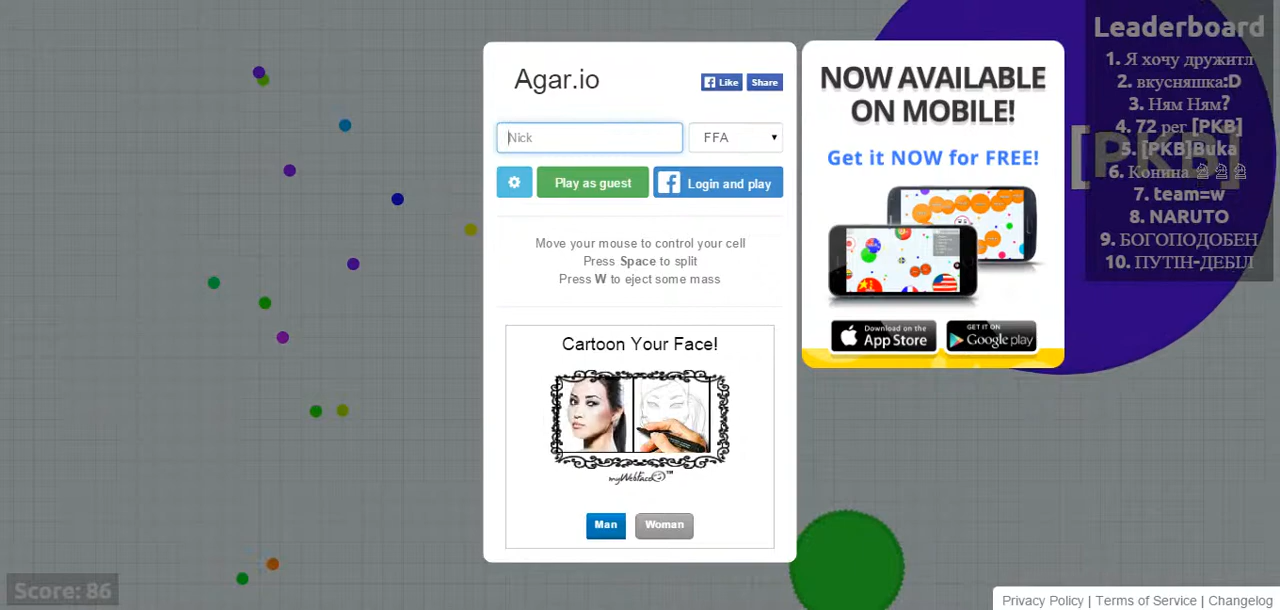 Agar.io
Like
Share
Nick
FFA
Play as guest
Login and play
Move your mouse to control your cell
Press Space to split
Press W to eject some mass
Cartoon Your Face!
myWebFace™
Man
Woman
NOW AVAILABLE
ON MOBILE!
Get it NOW for FREE!
Download on the
App Store
GET IT ON
Google play
Leaderboard
1. Я хочу дружитл
2. вкусняшка:D
3. Ням Ням?
4. 72 рег [PKB]
5. [PKB]Buka
6. Конина ♘♘♘
7. team=w
8. NARUTO
9. БОГОПОДОБЕН
10. ПУТІН-ДЕБІЛ
[PKB]
Score: 86
Privacy Policy | Terms of Service | Changelog